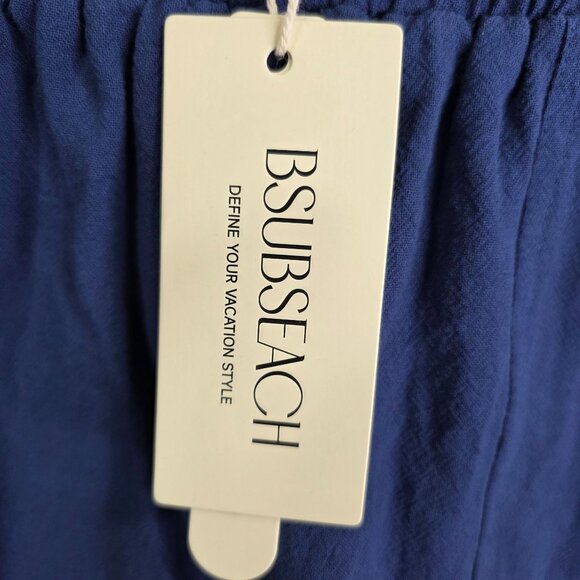 BSUBSEACH
DEFINE YOUR VACATION STYLE